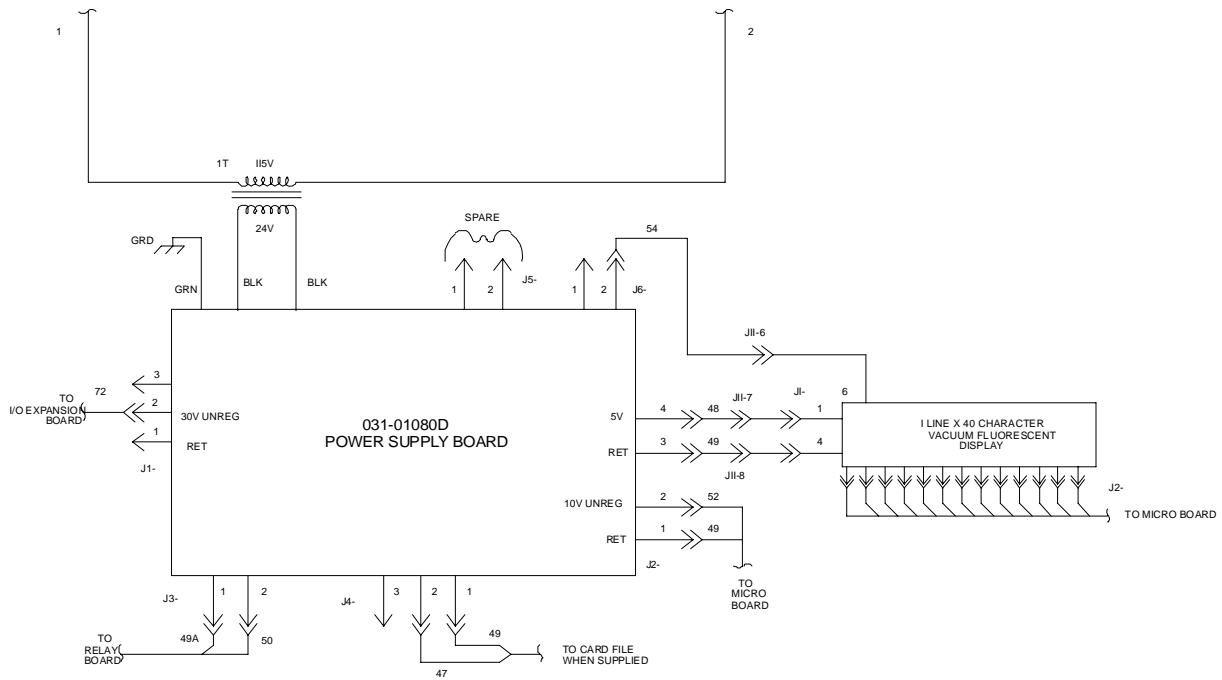 1
2
1T II5V
24V
GRD
GRN
BLK
BLK
SPARE
1
2
J5-
1
2
J6-
54
JII-6
TO
I/O EXPANSION
BOARD
72
3
2
1
J1-
30V UNREG
RET
031-01080D
POWER SUPPLY BOARD
5V
RET
10V UNREG
RET
4
48
JII-7
JI-
1
6
3
49
JII-8
4
2
52
1
49
J2-
TO
MICRO
BOARD
I LINE X 40 CHARACTER
VACUUM FLUORESCENT
DISPLAY
J2-
TO MICRO BOARD
J3-
1
2
49A
50
TO
RELAY
BOARD
J4-
3
2
1
49
47
TO CARD FILE
WHEN SUPPLIED